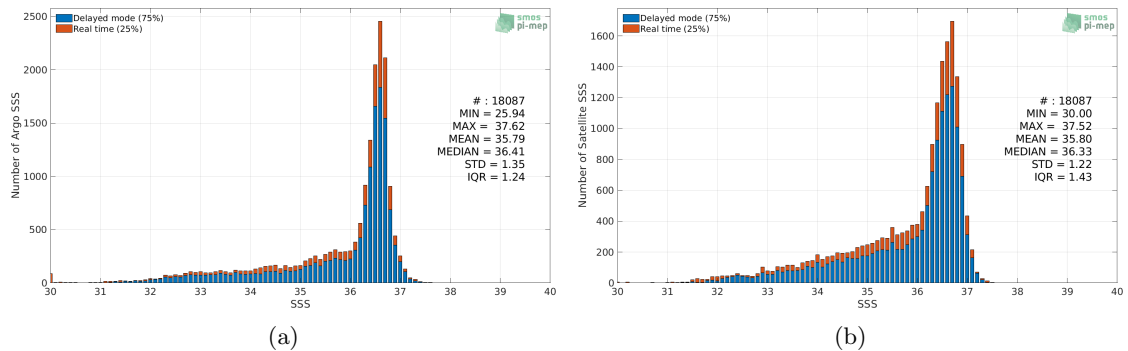 Delayed mode (75%)
Real time (25%)
smos
pi-mep
2500
2000
1500
1000
500
0
Number of Argo SSS
# : 18087
MIN = 25.94
MAX = 37.62
MEAN = 35.79
MEDIAN = 36.41
STD = 1.35
IQR = 1.24
30 31 32 33 34 35 36 37 38 39 40
SSS
(a)
Delayed mode (75%)
Real time (25%)
smos
pi-mep
1600
1400
1200
1000
800
600
400
200
0
Number of Satellite SSS
# : 18087
MIN = 30.00
MAX = 37.52
MEAN = 35.80
MEDIAN = 36.33
STD = 1.22
IQR = 1.43
30 31 32 33 34 35 36 37 38 39 40
SSS
(b)